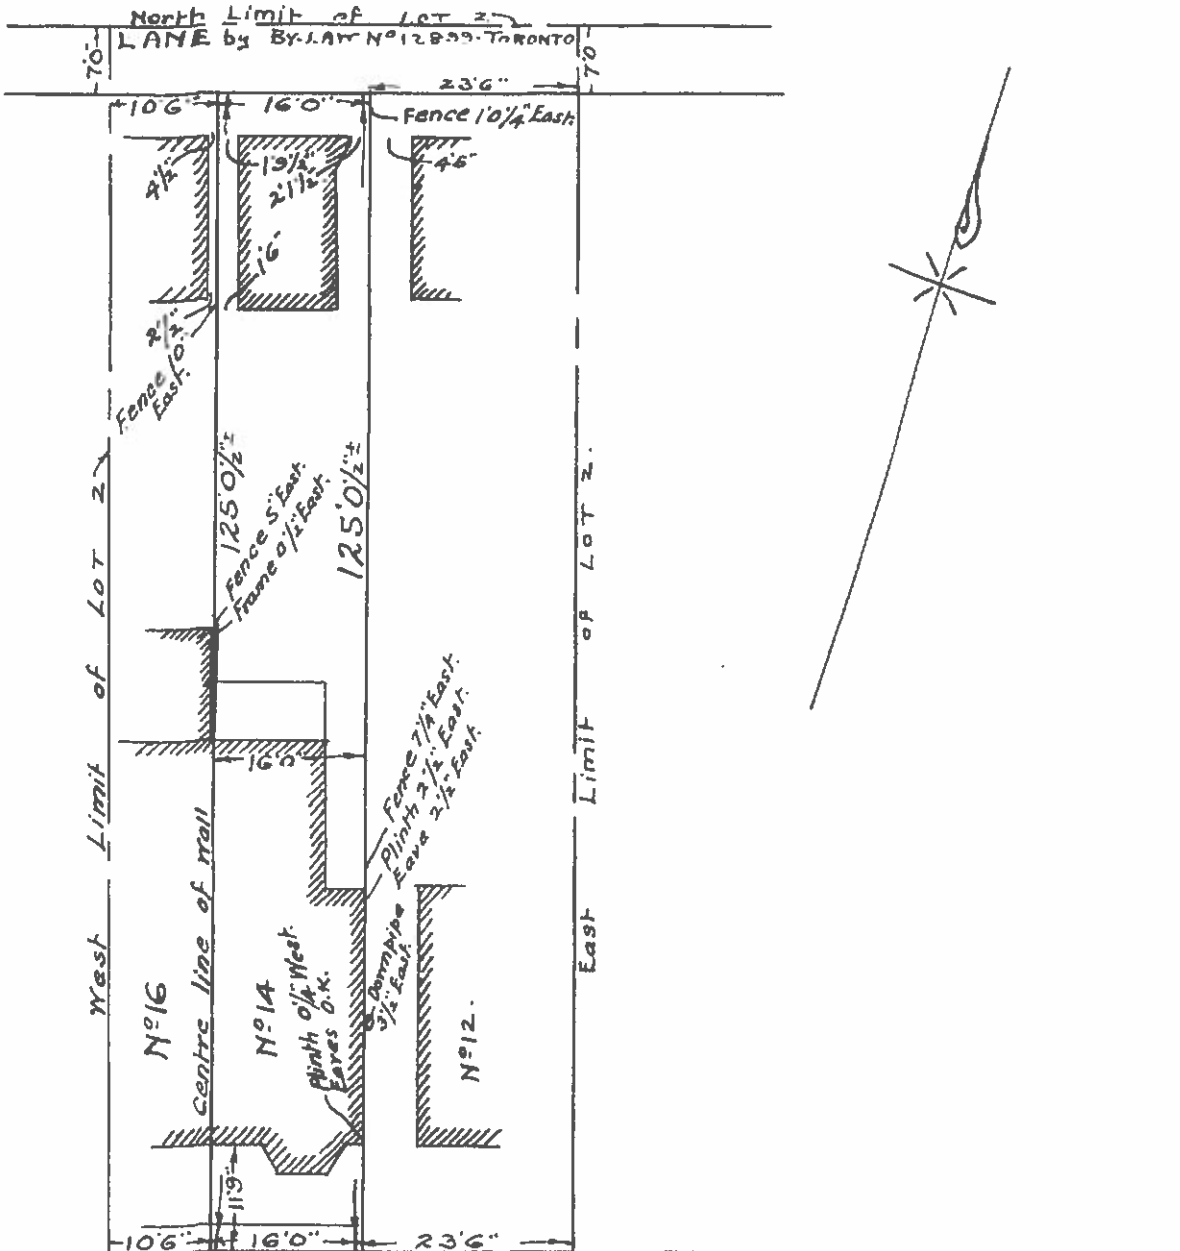 North Limit of LOT 2.
LANE by BY-LAW Nº 12899-TORONTO
7'0"
7'0"
23'6"
10'6"
16'0"
Fence 1'0¼" East.
4½"
1'9½"
2'1½"
4'6"
1'6"
2½"
Fence 10"
East.
125'0½"±
125'0½"±
Fence 5" East.
Frame 0½" East.
West Limit of LOT 2
East Limit of LOT 2.
16'0"
Fence 7¼" East.
Plinth 2½" East.
Eave 2½" East.
Centre line of wall
Nº 16
Nº 14
Plinth 0¼" West.
Eaves O.K.
Downpipe
3½" East.
Nº 12.
11'9"
10'6"
16'0"
23'6"